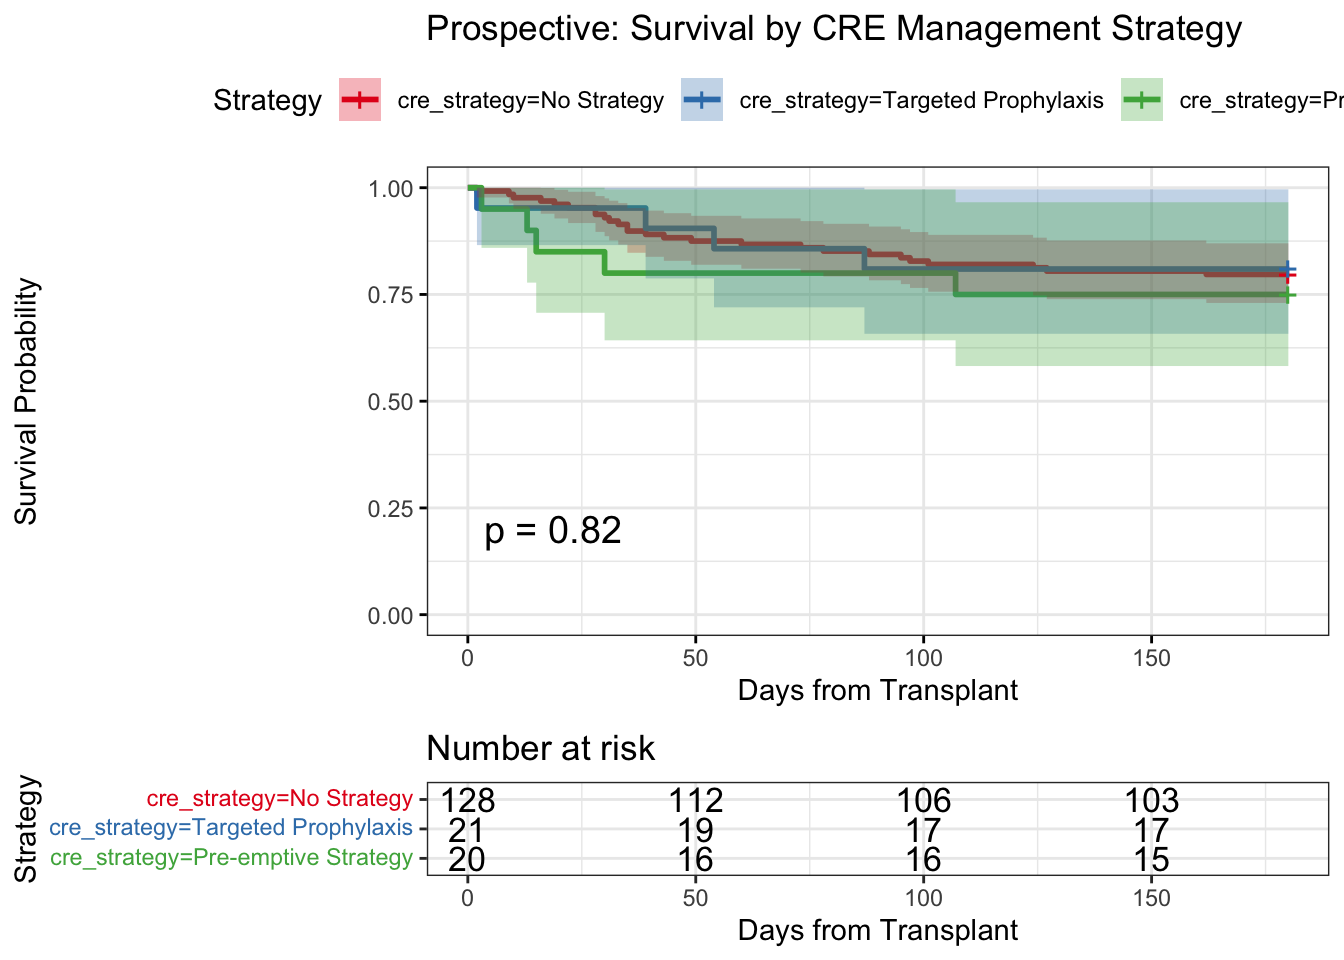 Prospective: Survival by CRE Management Strategy
Strategy cre_strategy=No Strategy cre_strategy=Targeted Prophylaxis cre_strategy=Pr
Survival Probability
1.00
0.75
0.50
0.25
0.00
p = 0.82
0 50 100 150
Days from Transplant
Number at risk
Strategy
cre_strategy=No Strategy 128 112 106 103
cre_strategy=Targeted Prophylaxis 21 19 17 17
cre_strategy=Pre-emptive Strategy 20 16 16 15
0 50 100 150
Days from Transplant